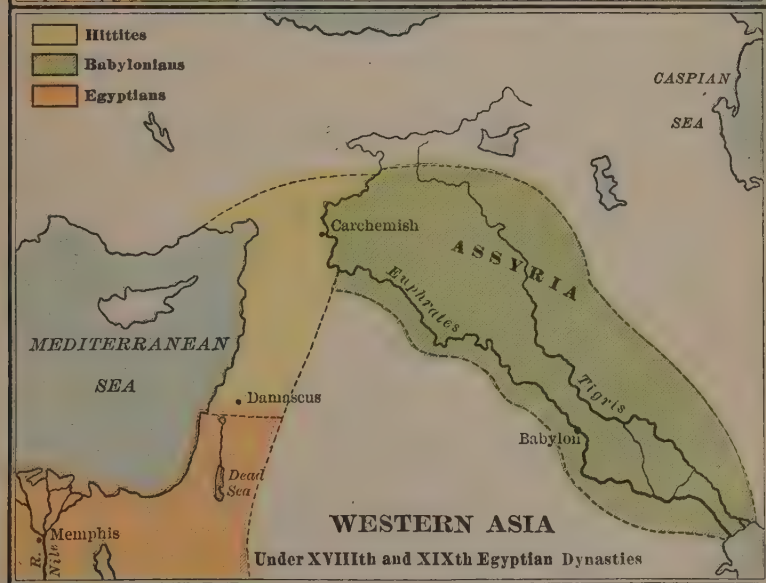 Hittites
Babylonians
Egyptians
CASPIAN
SEA
Carchemish
ASSYRIA
Euphrates
MEDITERRANEAN
SEA
Tigris
Damascus
Babylon
Dead
Sea
Memphis
R.
Nile
WESTERN ASIA
Under XVIIIth and XIXth Egyptian Dynasties